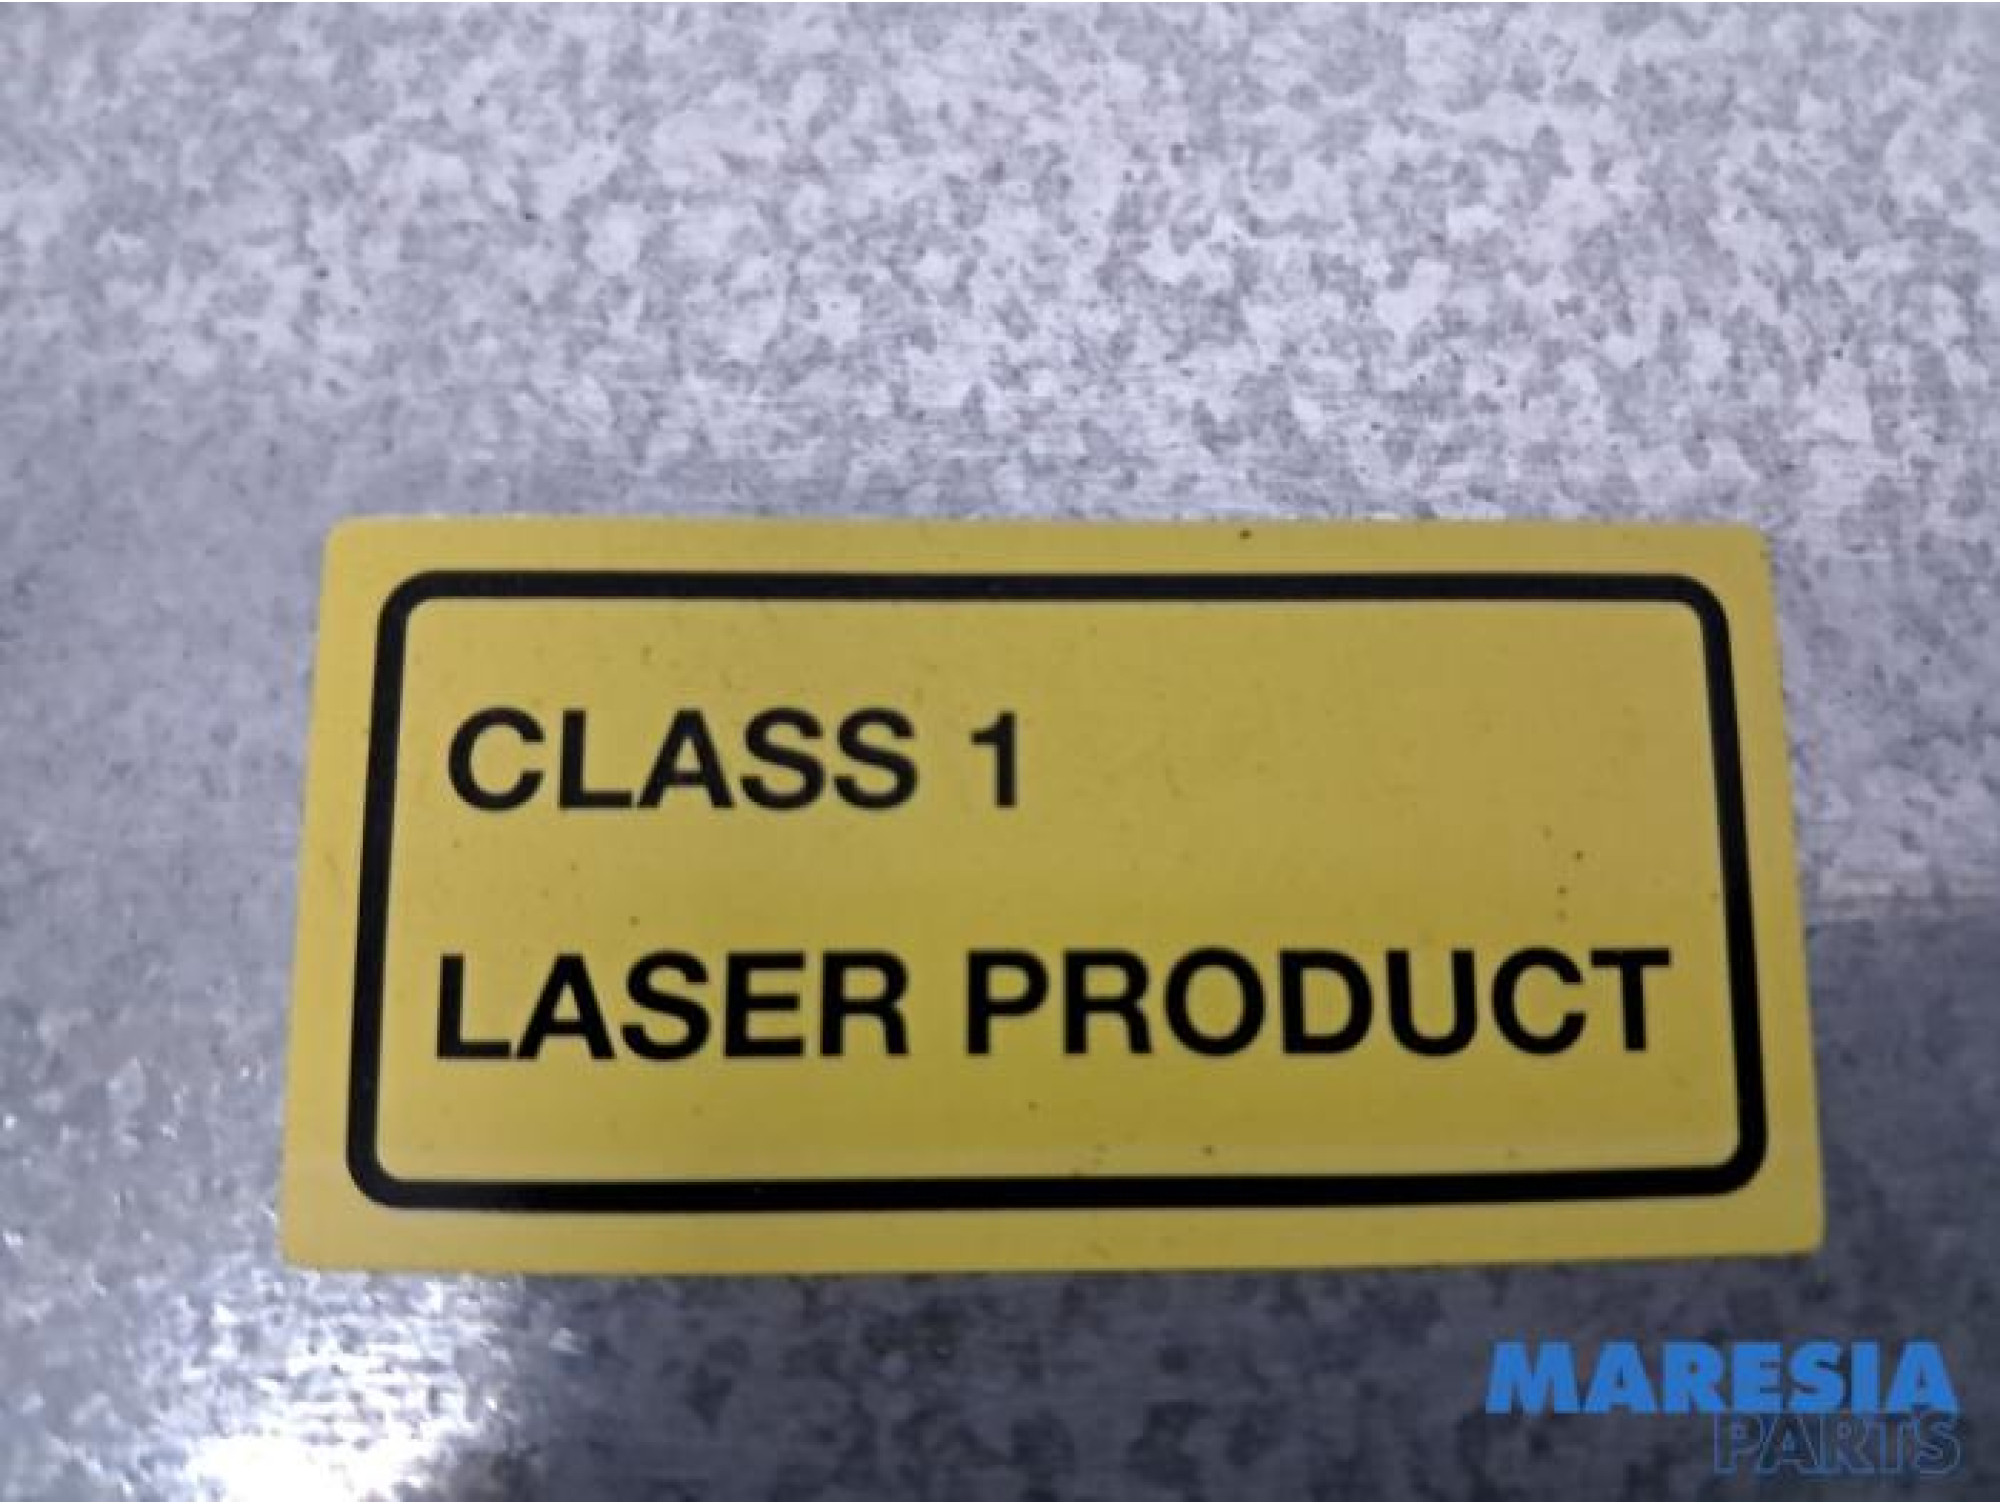 CLASS 1
LASER PRODUCT
MARESIA
PARTS